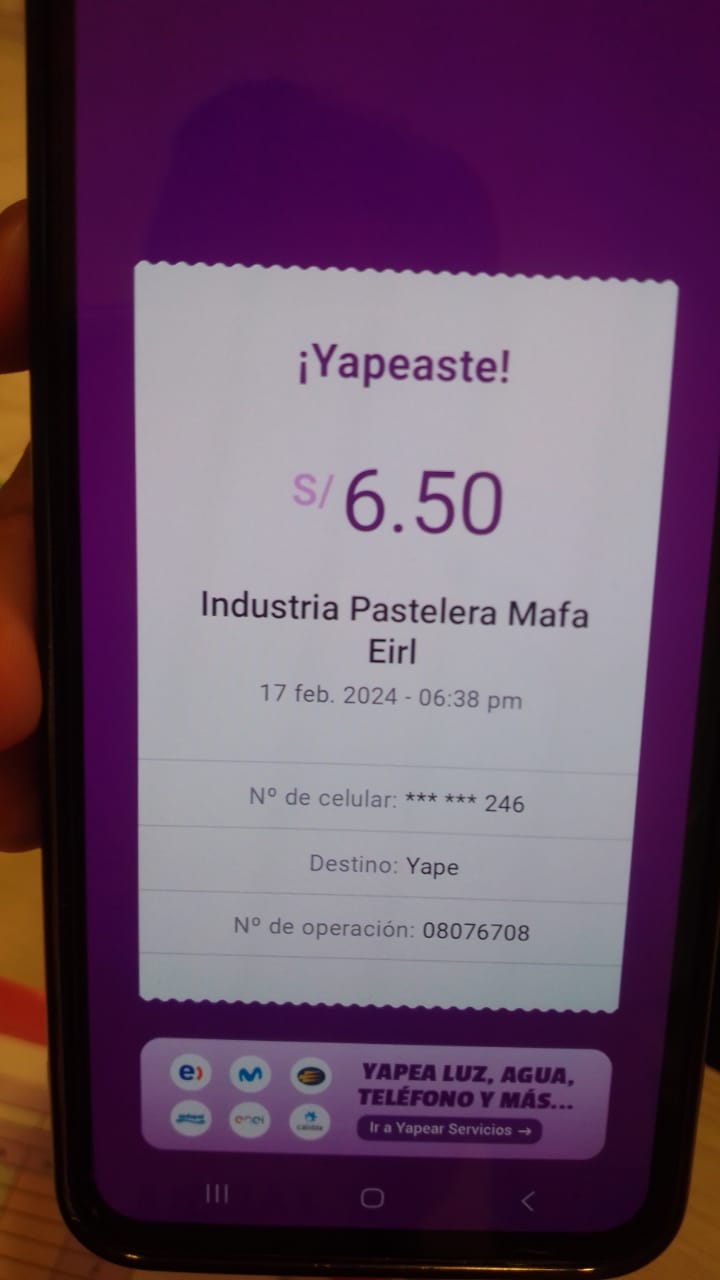 ¡Yapeaste!
S/ 6.50
Industria Pastelera Mafa
Eirl
17 feb. 2024 - 06:38 pm
Nº de celular: *** *** 246
Destino: Yape
Nº de operación: 08076708
e)
enel
YAPEA LUZ, AGUA,
TELÉFONO Y MÁS...
Ir a Yapear Servicios →